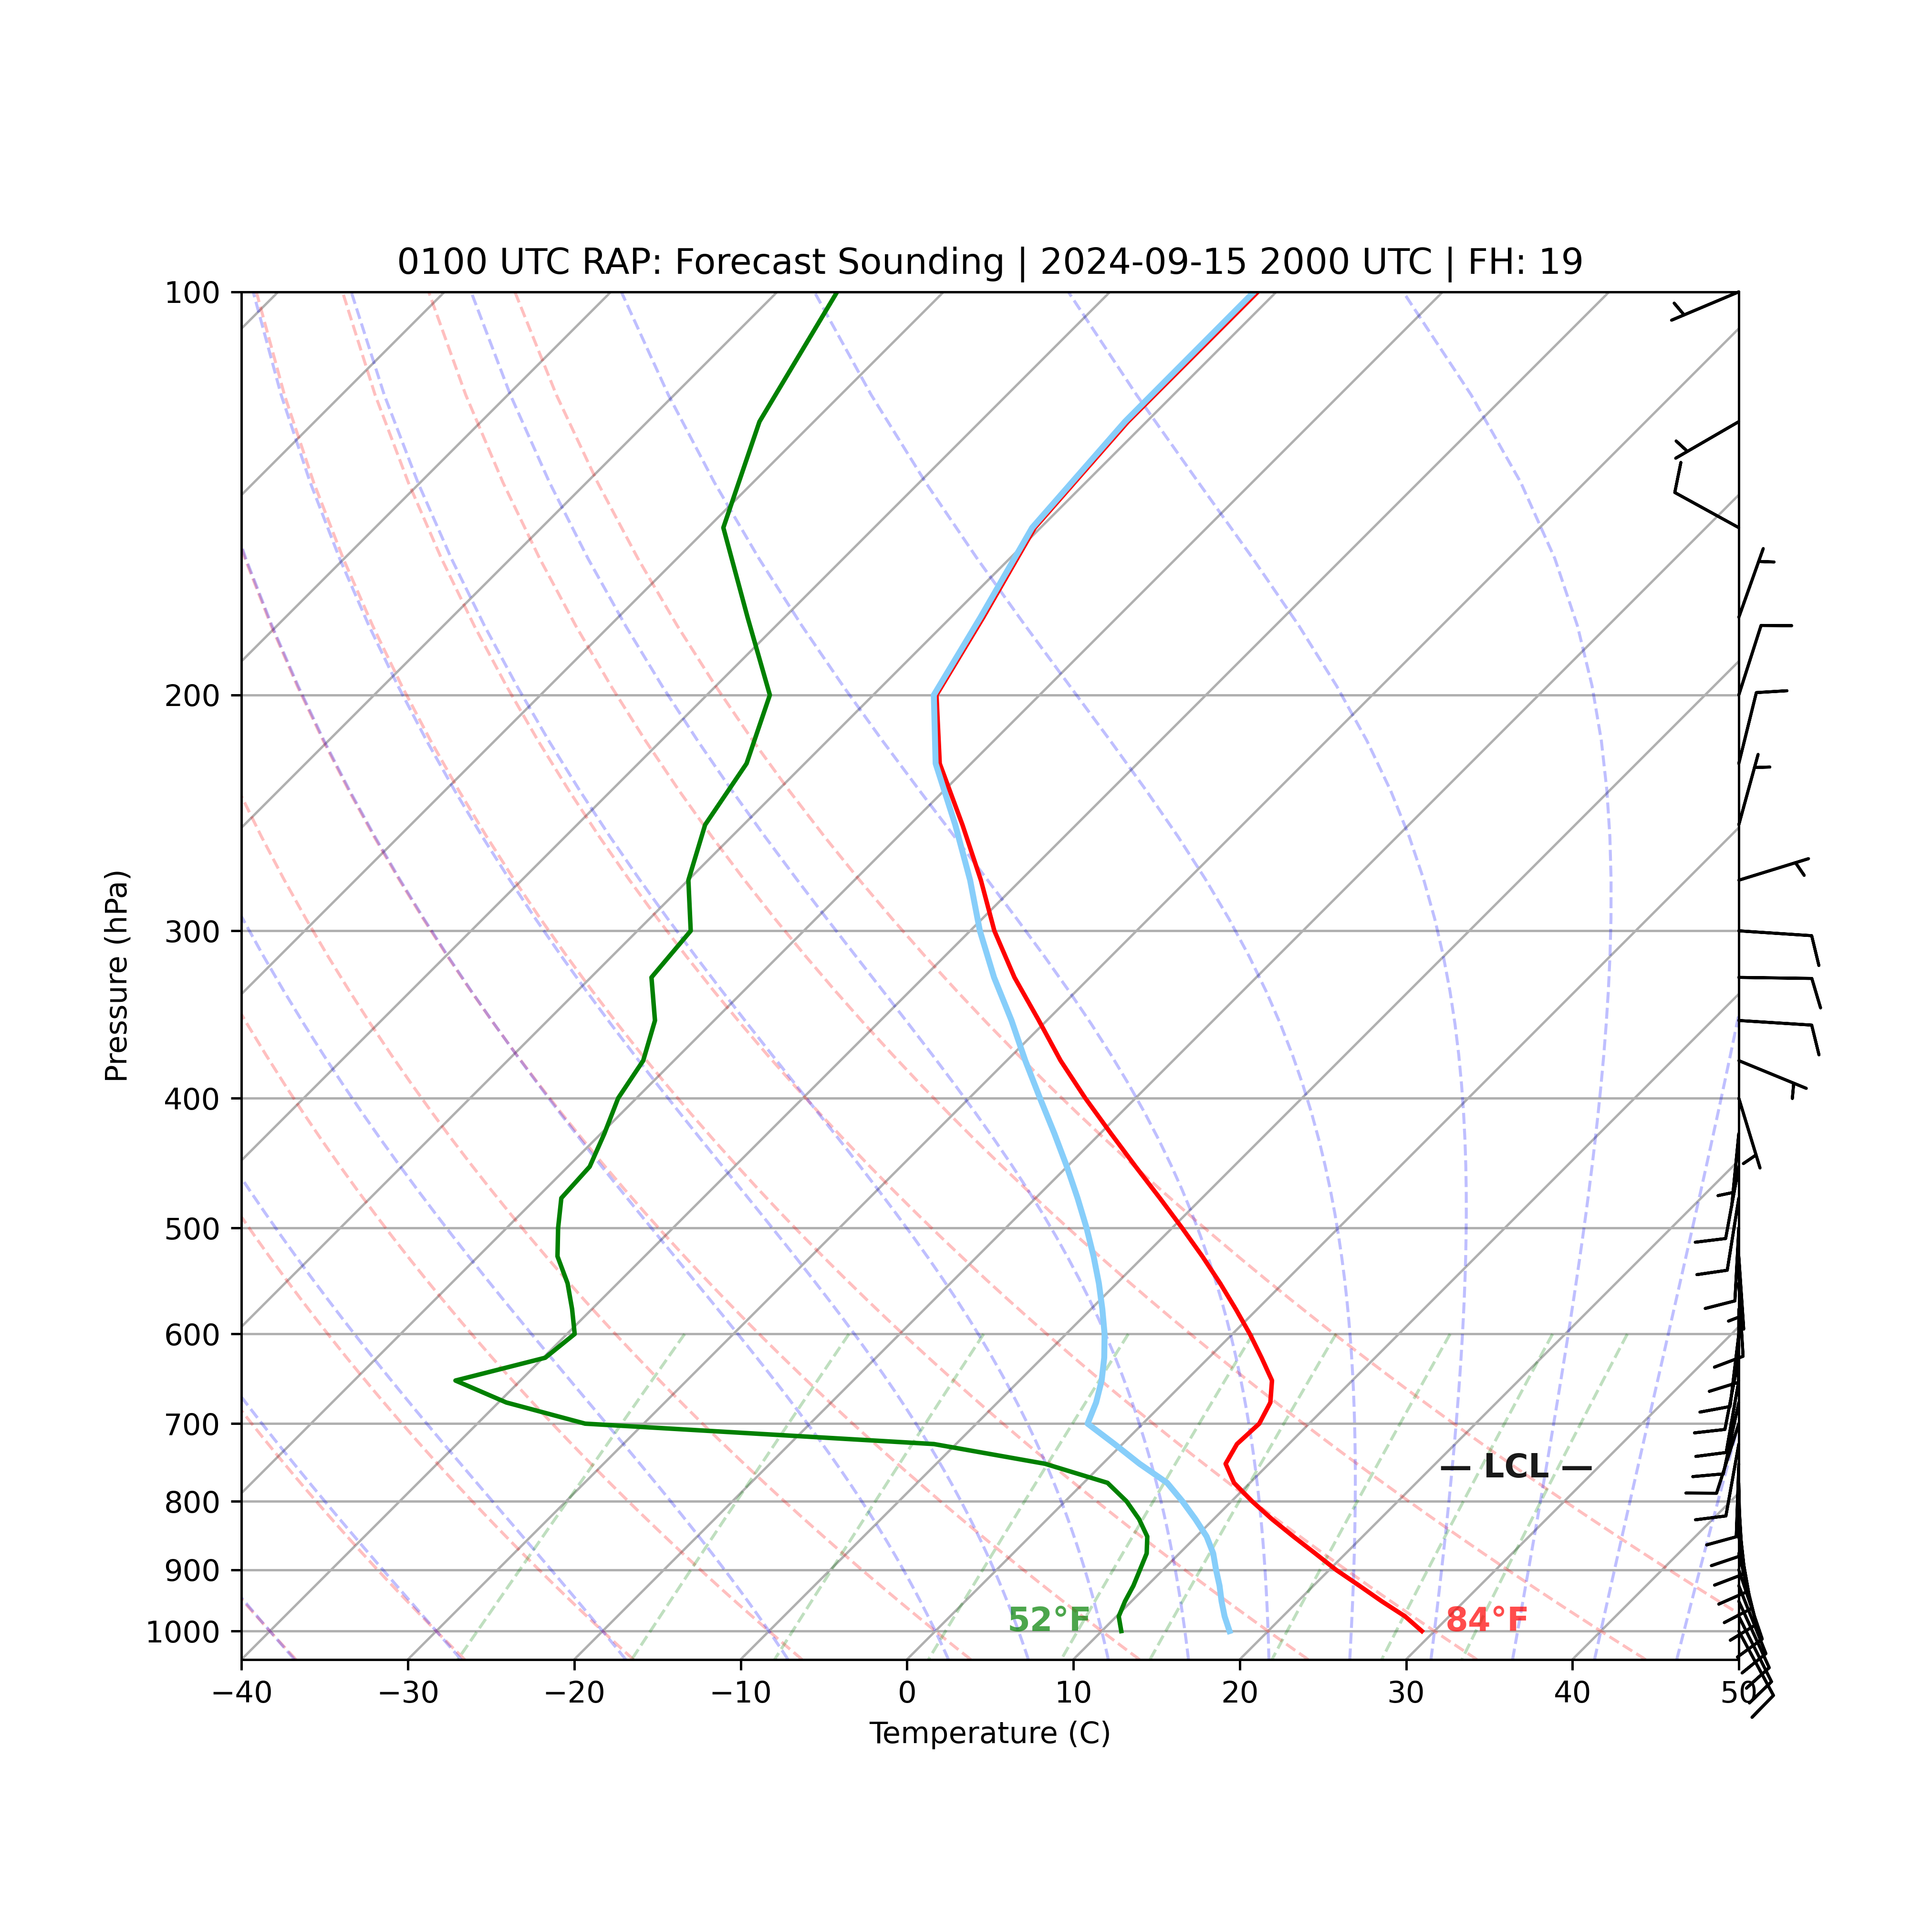 0100 UTC RAP: Forecast Sounding | 2024-09-15 2000 UTC | FH: 19
100
200
300
400
500
600
700
800
900
1000
Pressure (hPa)
— LCL —
52°F
84°F
−40 −30 −20 −10 0 10 20 30 40 50
Temperature (C)